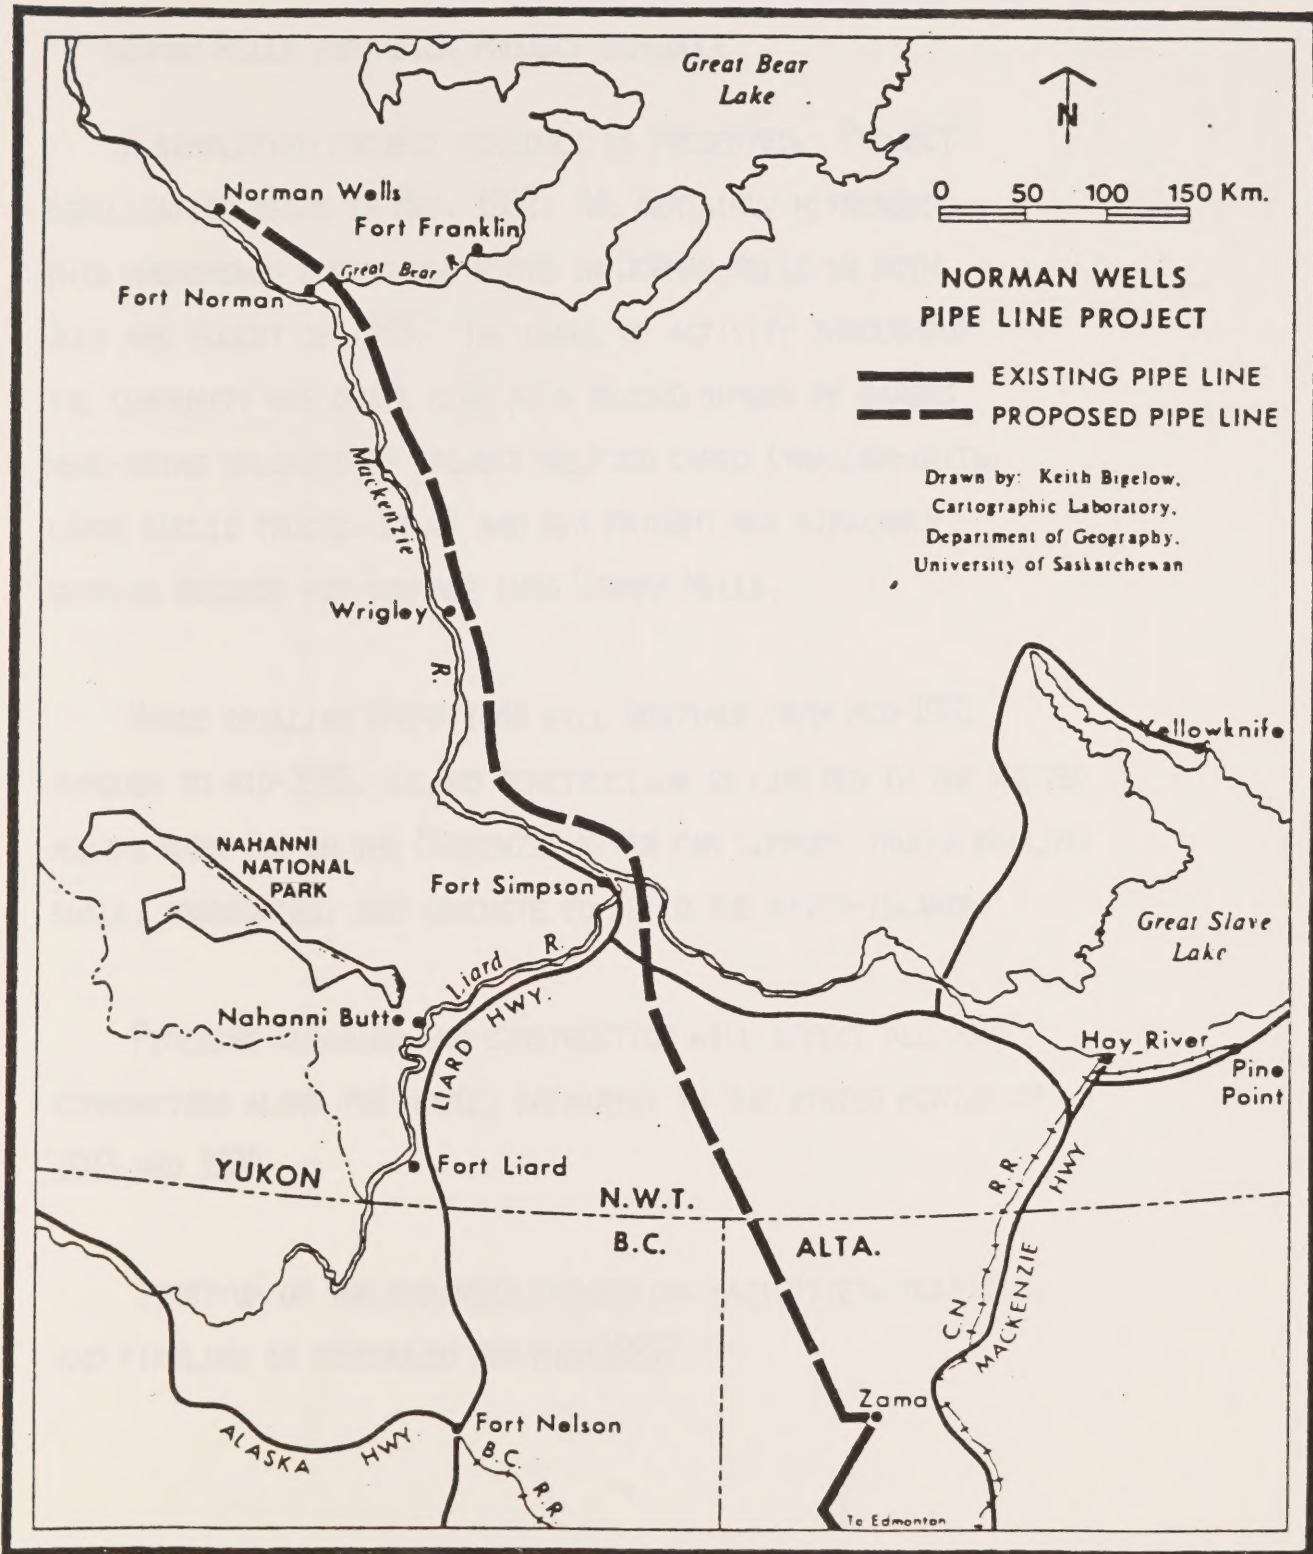 Great Bear
Lake
N
0 50 100 150 Km.
Norman Wells
Fort Franklin
Great Bear R.
Fort Norman
NORMAN WELLS
PIPE LINE PROJECT
EXISTING PIPE LINE
PROPOSED PIPE LINE
Drawn by: Keith Bigelow,
Cartographic Laboratory,
Department of Geography,
University of Saskatchewan
Mackenzie
R.
Wrigley
Yellowknife
NAHANNI
NATIONAL
PARK
Fort Simpson
Great Slave
Lake
Liard R.
LIARD HWY.
Nahanni Butte
Hay River
Pine
Point
Fort Liard
YUKON
N.W.T.
B.C.
ALTA.
C.N. R.R.
MACKENZIE HWY
Zama
Fort Nelson
ALASKA HWY.
B.C. R.R
To Edmonton